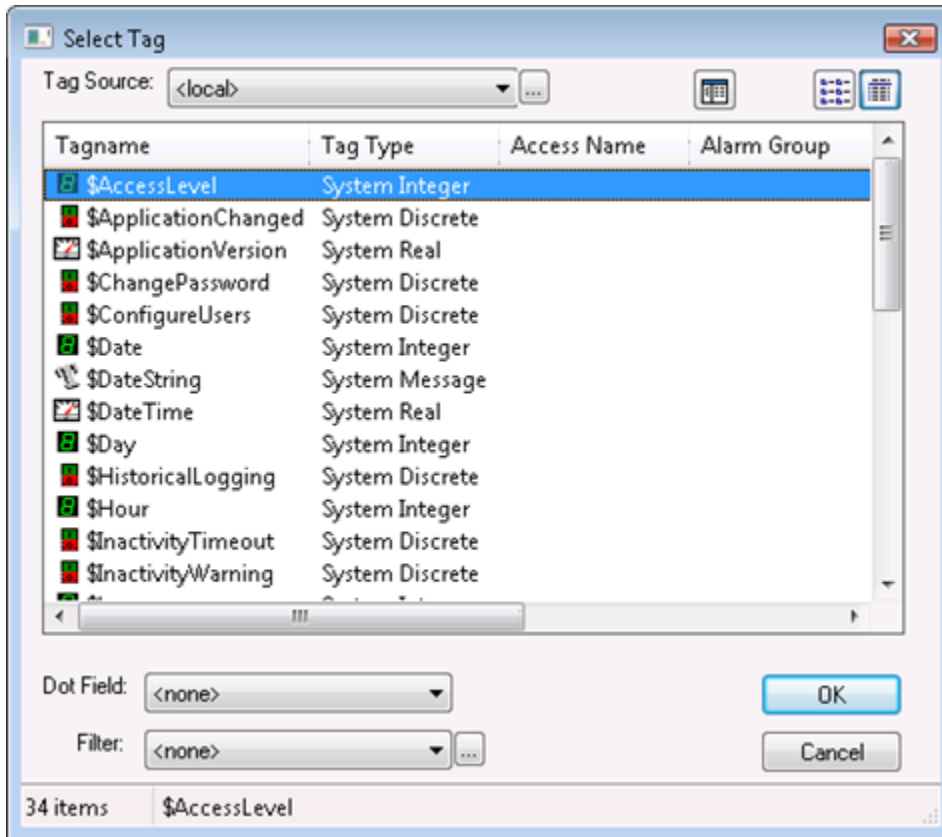 Select Tag
Tag Source: <local> ...
Tagname Tag Type Access Name Alarm Group
$AccessLevel System Integer
$ApplicationChanged System Discrete
$ApplicationVersion System Real
$ChangePassword System Discrete
$ConfigureUsers System Discrete
$Date System Integer
$DateString System Message
$DateTime System Real
$Day System Integer
$HistoricalLogging System Discrete
$Hour System Integer
$InactivityTimeout System Discrete
$InactivityWarning System Discrete
Dot Field: <none> OK
Filter: <none> ... Cancel
34 items $AccessLevel